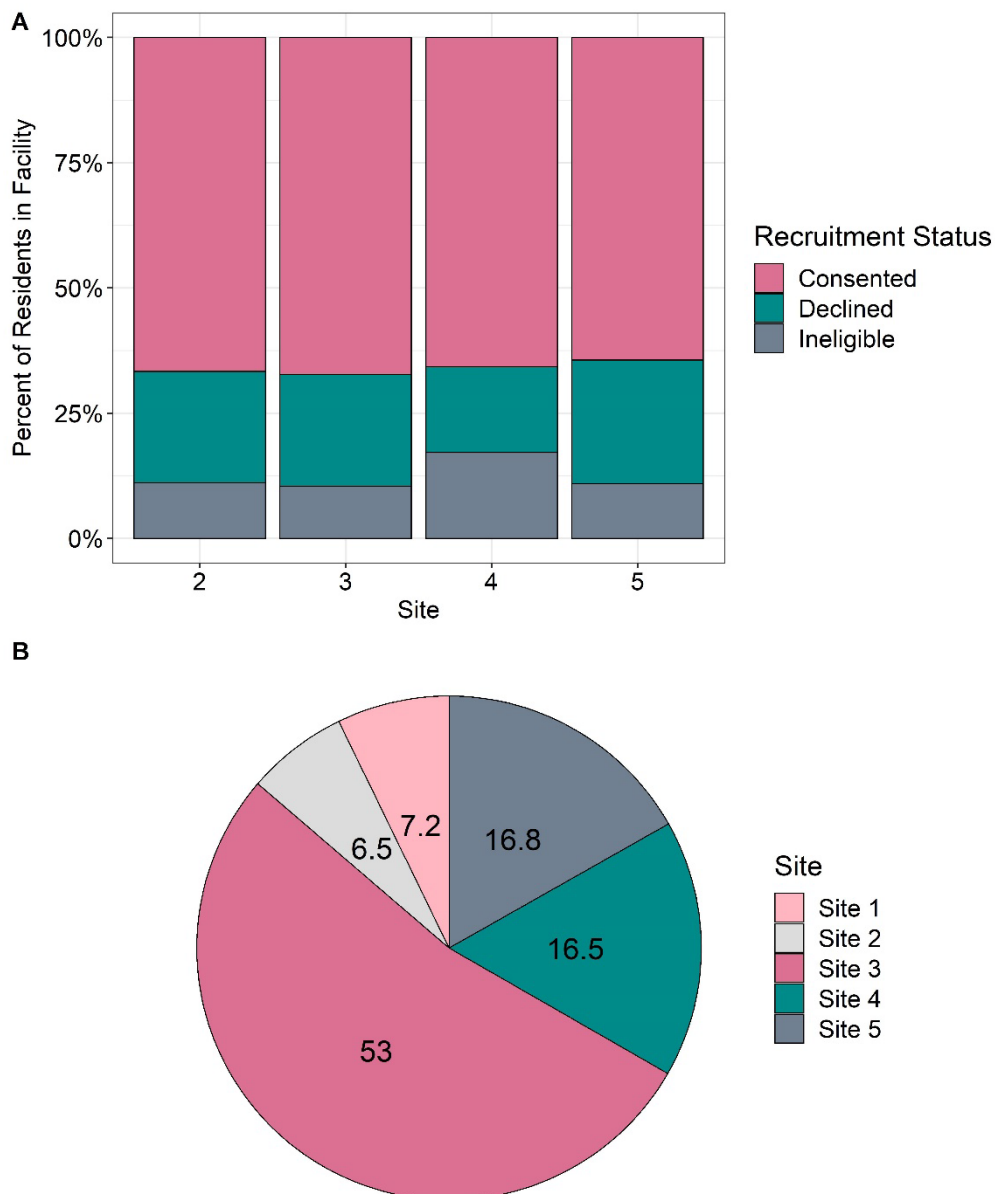 A
100%
75%
50%
25%
0%
Percent of Residents in Facility
2 3 4 5
Site
Recruitment Status
Consented
Declined
Ineligible
B
7.2
6.5
16.8
16.5
53
Site
Site 1
Site 2
Site 3
Site 4
Site 5